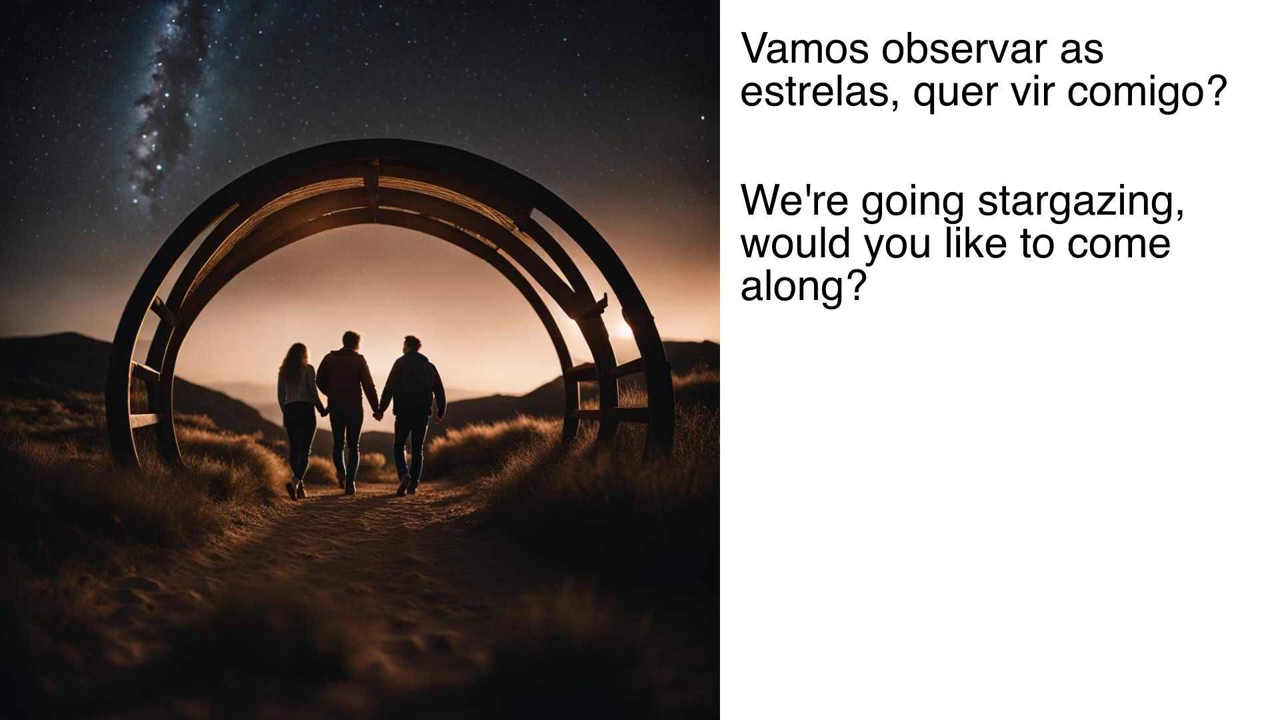 Vamos observar as
estrelas, quer vir comigo?
We're going stargazing,
would you like to come
along?